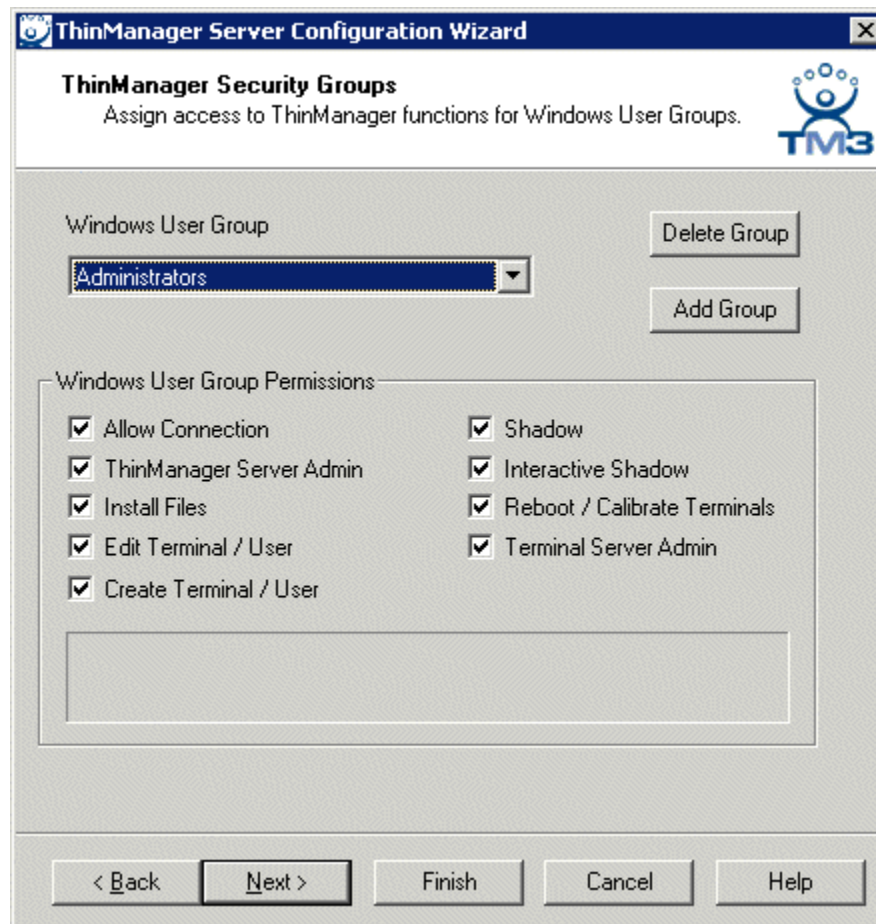 ThinManager Server Configuration Wizard
ThinManager Security Groups
Assign access to ThinManager functions for Windows User Groups.
TM3
Windows User Group
Delete Group
Administrators
Add Group
Windows User Group Permissions
Allow Connection
Shadow
ThinManager Server Admin
Interactive Shadow
Install Files
Reboot / Calibrate Terminals
Edit Terminal / User
Terminal Server Admin
Create Terminal / User
< Back
Next >
Finish
Cancel
Help